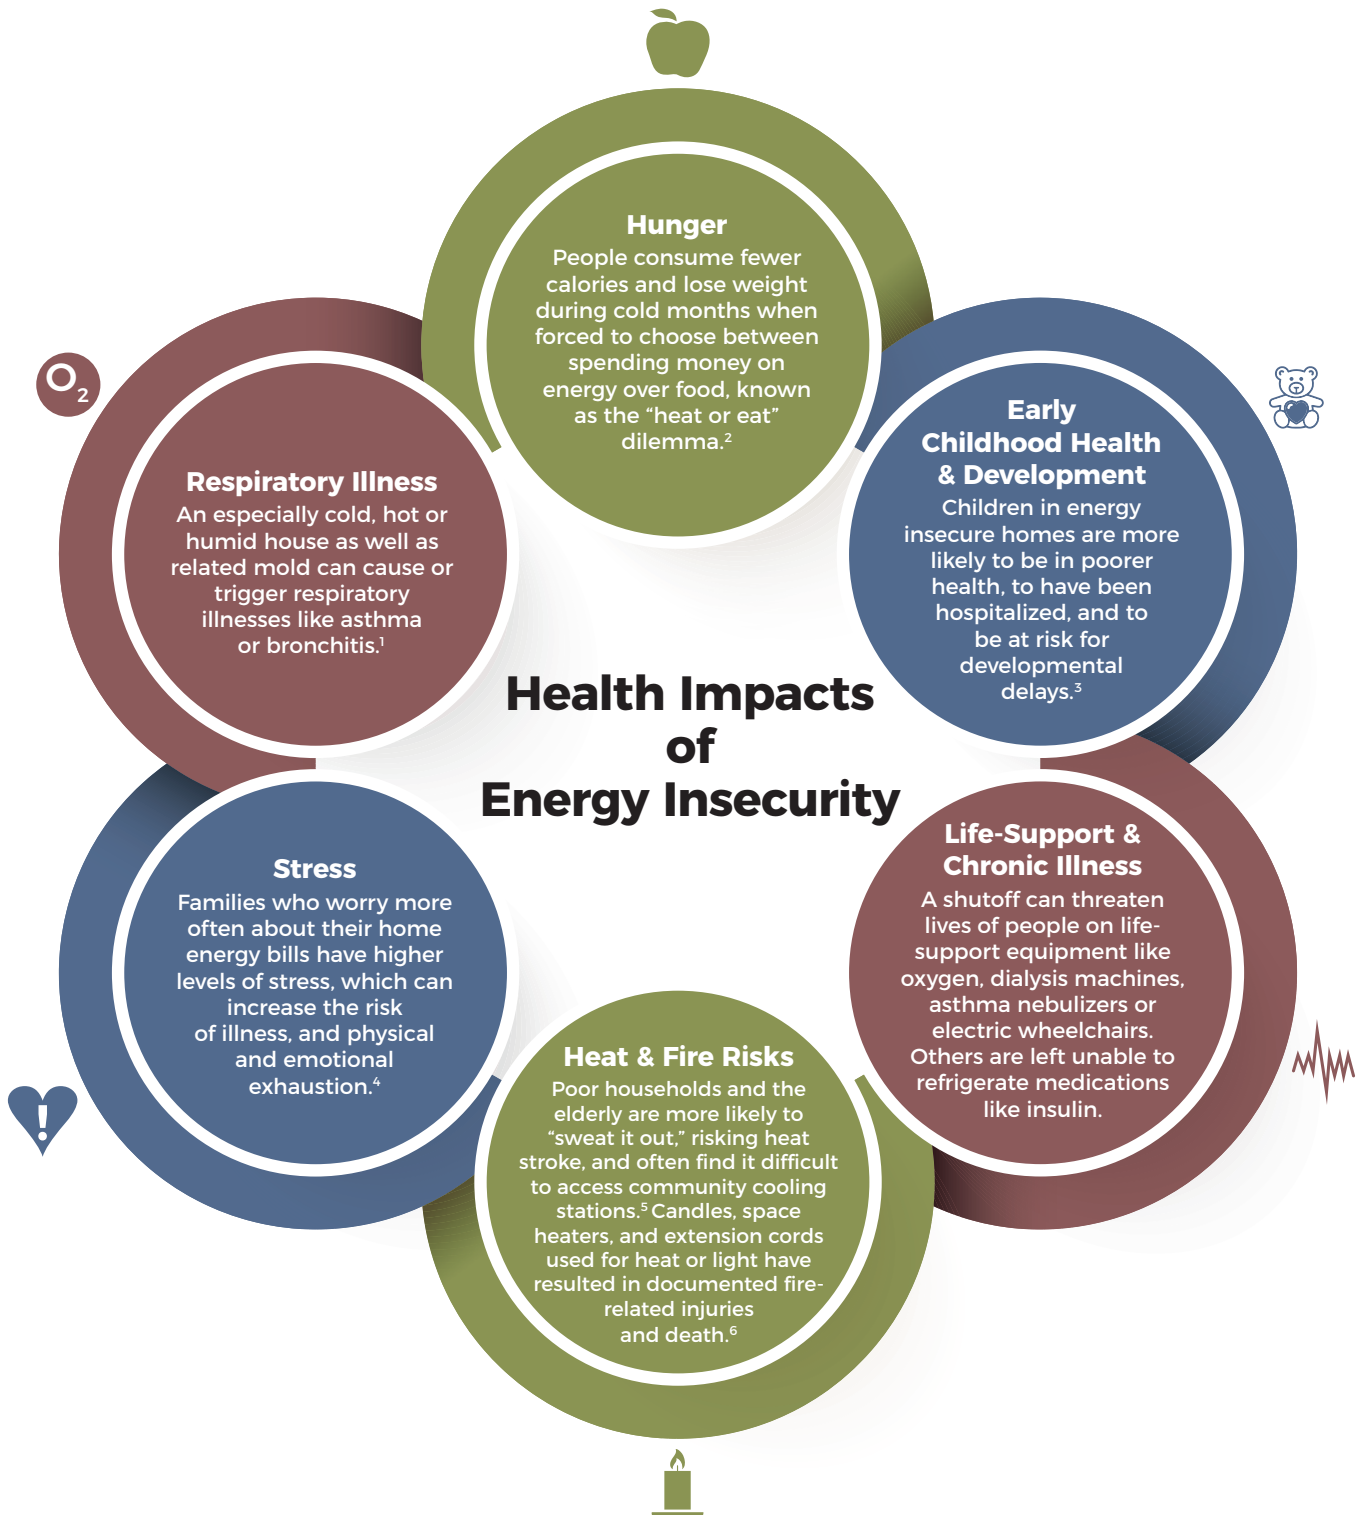 Hunger
People consume fewer
calories and lose weight
during cold months when
forced to choose between
spending money on
energy over food, known
as the “heat or eat”
dilemma.²
Early
Childhood Health
& Development
Children in energy
insecure homes are more
likely to be in poorer
health, to have been
hospitalized, and to
be at risk for
developmental
delays.³
O₂
Respiratory Illness
An especially cold, hot or
humid house as well as
related mold can cause or
trigger respiratory
illnesses like asthma
or bronchitis.¹
Health Impacts
of
Energy Insecurity
Life-Support &
Chronic Illness
A shutoff can threaten
lives of people on life-
support equipment like
oxygen, dialysis machines,
asthma nebulizers or
electric wheelchairs.
Others are left unable to
refrigerate medications
like insulin.
Stress
Families who worry more
often about their home
energy bills have higher
levels of stress, which can
increase the risk
of illness, and physical
and emotional
exhaustion.⁴
!
Heat & Fire Risks
Poor households and the
elderly are more likely to
“sweat it out,” risking heat
stroke, and often find it difficult
to access community cooling
stations.⁵ Candles, space
heaters, and extension cords
used for heat or light have
resulted in documented fire-
related injuries
and death.⁶